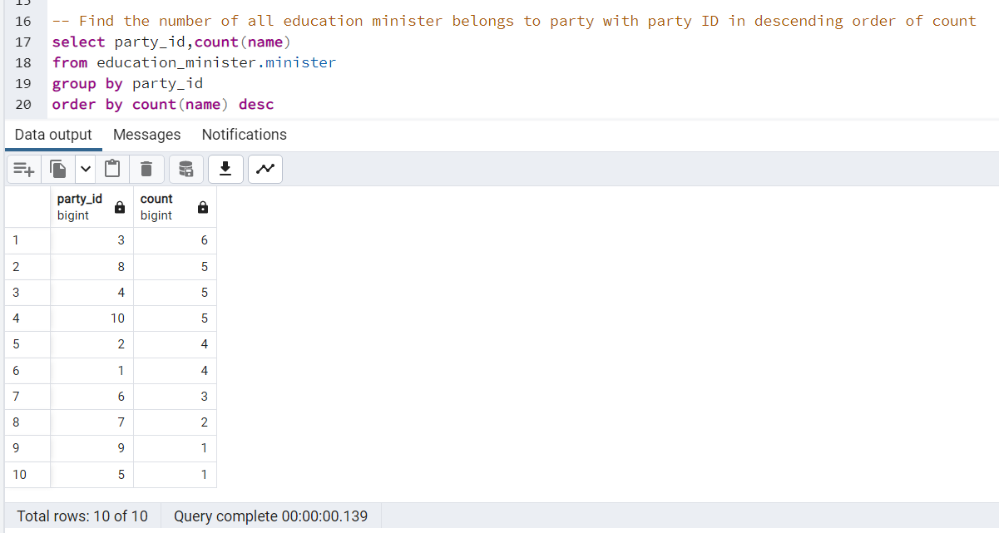 16 -- Find the number of all education minister belongs to party with party ID in descending order of count
17 select party_id,count(name)
18 from education_minister.minister
19 group by party_id
20 order by count(name) desc
Data output Messages Notifications
party_id count
bigint bigint
1 3 6
2 8 5
3 4 5
4 10 5
5 2 4
6 1 4
7 6 3
8 7 2
9 9 1
10 5 1
Total rows: 10 of 10 Query complete 00:00:00.139